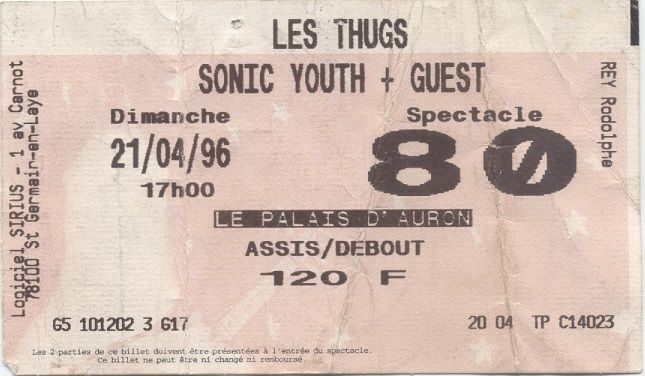 LES THUGS
SONIC YOUTH + GUEST
Dimanche
Spectacle
21/04/96
80
17h00
LE PALAIS D'AURON
ASSIS/DEBOUT
120 F
G5 101202 3 G17
20 04 TP C14023
Les 2 parties de ce billet doivent être présentées à l'entrée du spectacle.
Ce billet ne peut être ni changé ni remboursé.
Logiciel SIRIUS - 1 av Carnot
78100 St Germain-en-Laye
REY Rodolphe